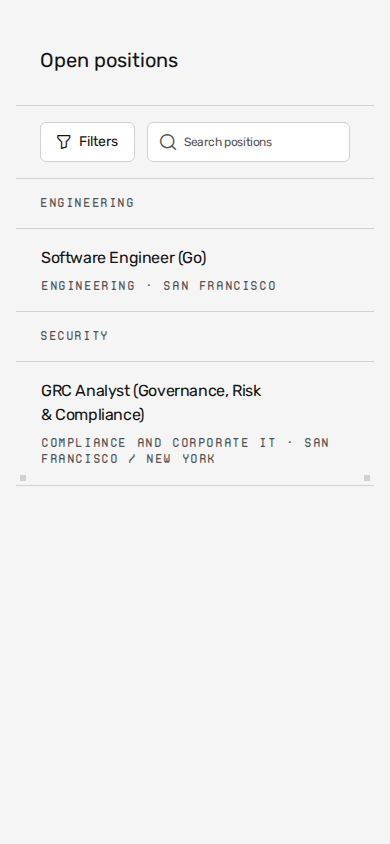 Open positions
Filters
Search positions
ENGINEERING
Software Engineer (Go)
ENGINEERING · SAN FRANCISCO
SECURITY
GRC Analyst (Governance, Risk
& Compliance)
COMPLIANCE AND CORPORATE IT · SAN
FRANCISCO / NEW YORK